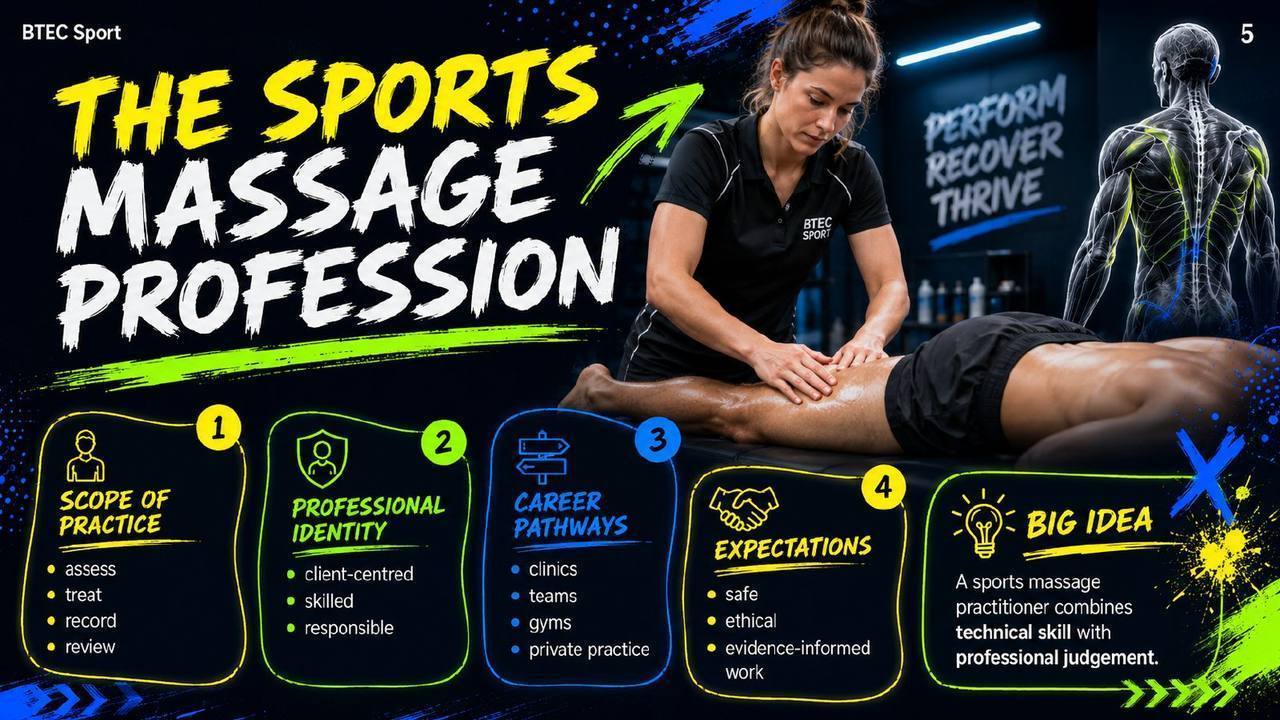 BTEC Sport
5
THE SPORTS
MASSAGE
PROFESSION
PERFORM
RECOVER
THRIVE
BTEC
SPORT
1
SCOPE OF
PRACTICE
• assess
• treat
• record
• review
2
PROFESSIONAL
IDENTITY
• client-centred
• skilled
• responsible
3
CAREER
PATHWAYS
• clinics
• teams
• gyms
• private practice
4
EXPECTATIONS
• safe
• ethical
• evidence-informed
work
BIG IDEA
A sports massage
practitioner combines
technical skill with
professional judgement.